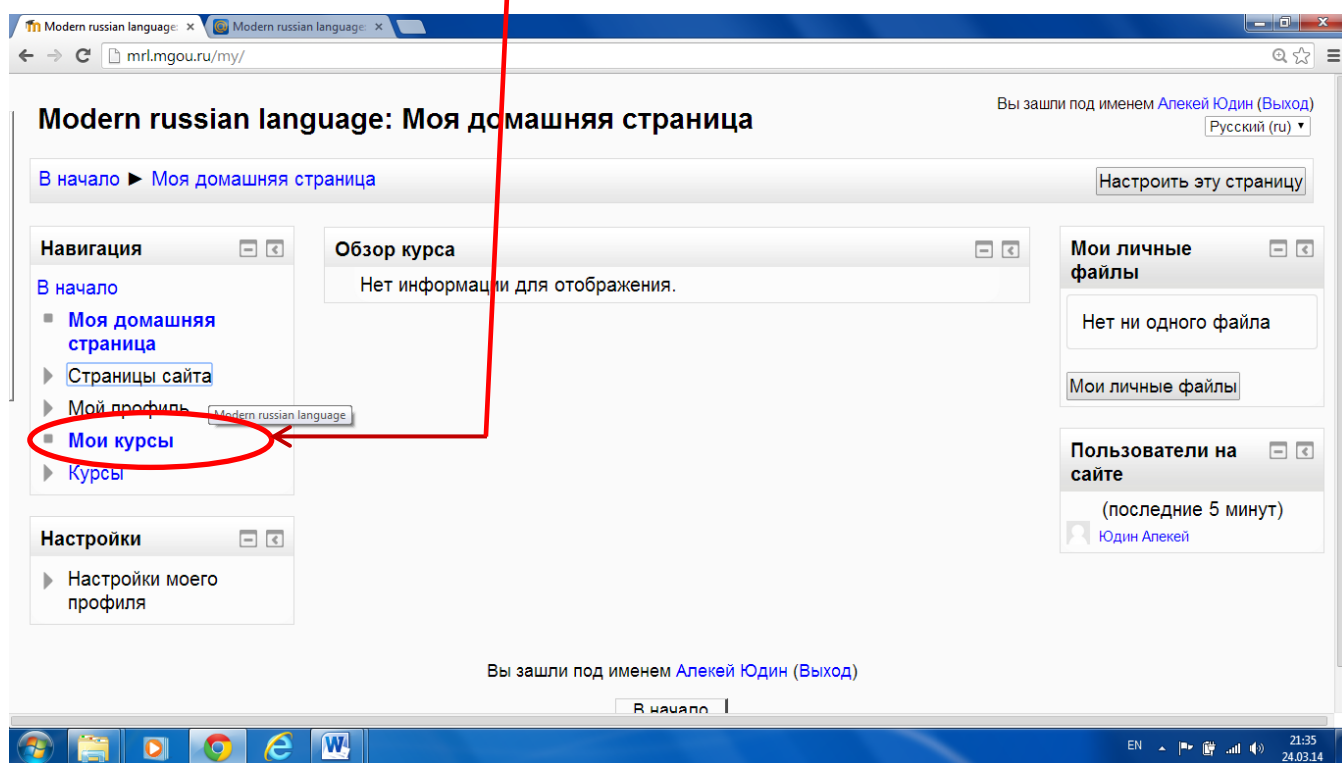 Modern russian language:
Modern russian language:
mrl.mgou.ru/my/
Вы зашли под именем Алекей Юдин (Выход)
Русский (ru)
Modern russian language: Моя домашняя страница
В начало ► Моя домашняя страница
Настроить эту страницу
Навигация
В начало
Моя домашняя
страница
Страницы сайта
Мой профиль
Modern russian language
Мои курсы
Курсы
Настройки
Настройки моего
профиля
Обзор курса
Нет информации для отображения.
Мои личные
файлы
Нет ни одного файла
Мои личные файлы
Пользователи на
сайте
(последние 5 минут)
Юдин Алекей
Вы зашли под именем Алекей Юдин (Выход)
В начало
EN
21:35
24.03.14